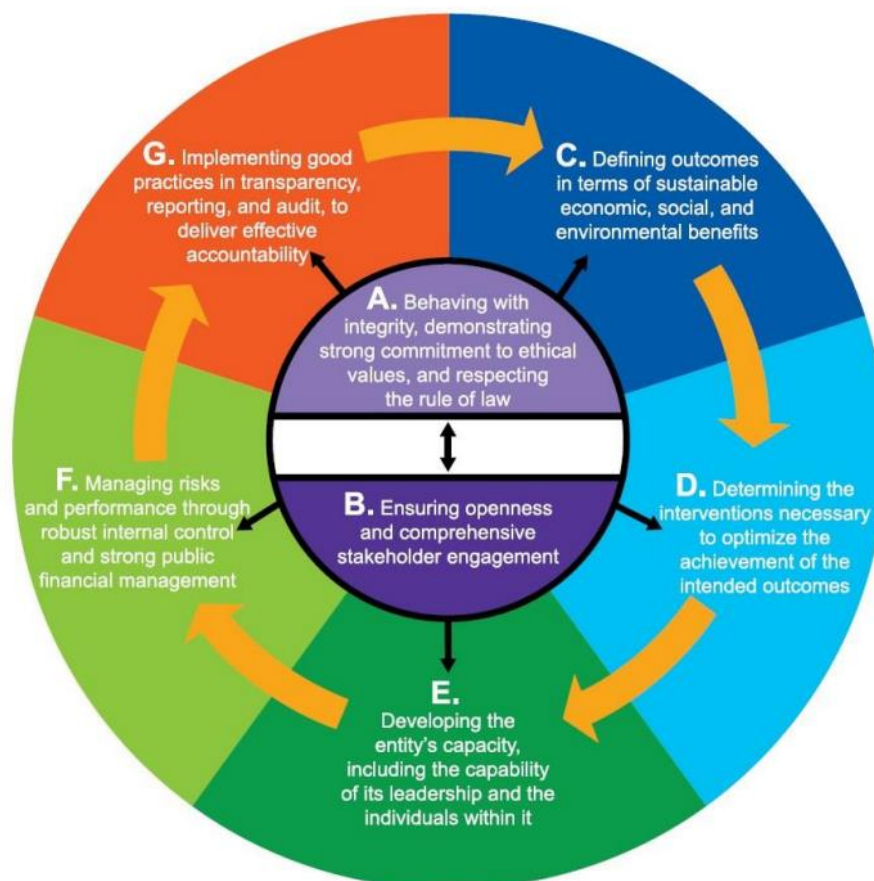 A. Behaving with
integrity, demonstrating
strong commitment to ethical
values, and respecting
the rule of law
B. Ensuring openness
and comprehensive
stakeholder engagement
C. Defining outcomes
in terms of sustainable
economic, social, and
environmental benefits
D. Determining the
interventions necessary
to optimize the
achievement of the
intended outcomes
E.
Developing the
entity's capacity,
including the capability
of its leadership and the
individuals within it
F. Managing risks
and performance through
robust internal control
and strong public
financial management
G. Implementing good
practices in transparency,
reporting, and audit, to
deliver effective
accountability